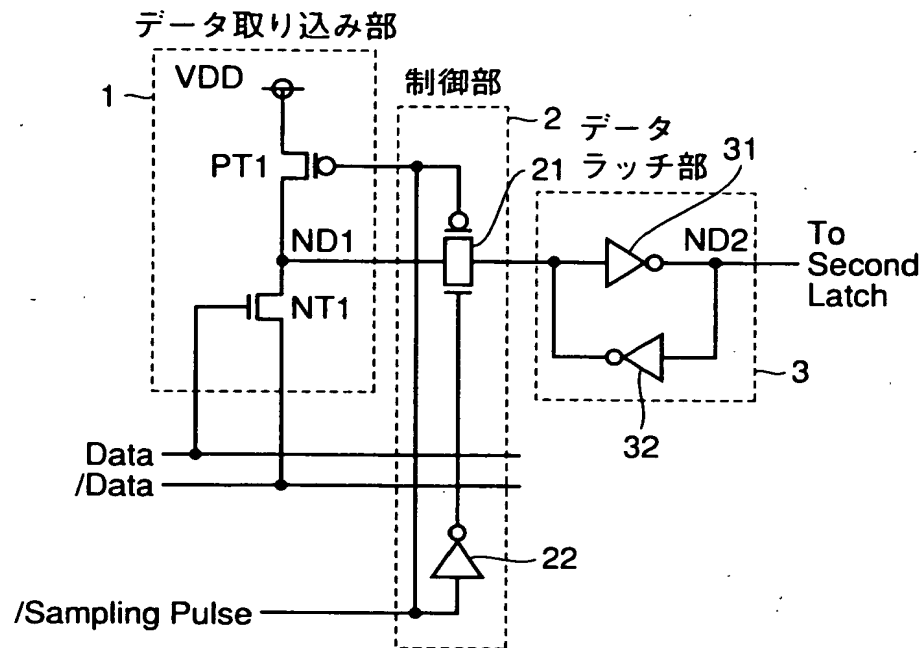 データ取り込み部
1
VDD
制御部
2
データ
ラッチ部
31
PT1
21
ND1
ND2
To
Second
Latch
NT1
3
32
Data
/Data
22
/Sampling Pulse